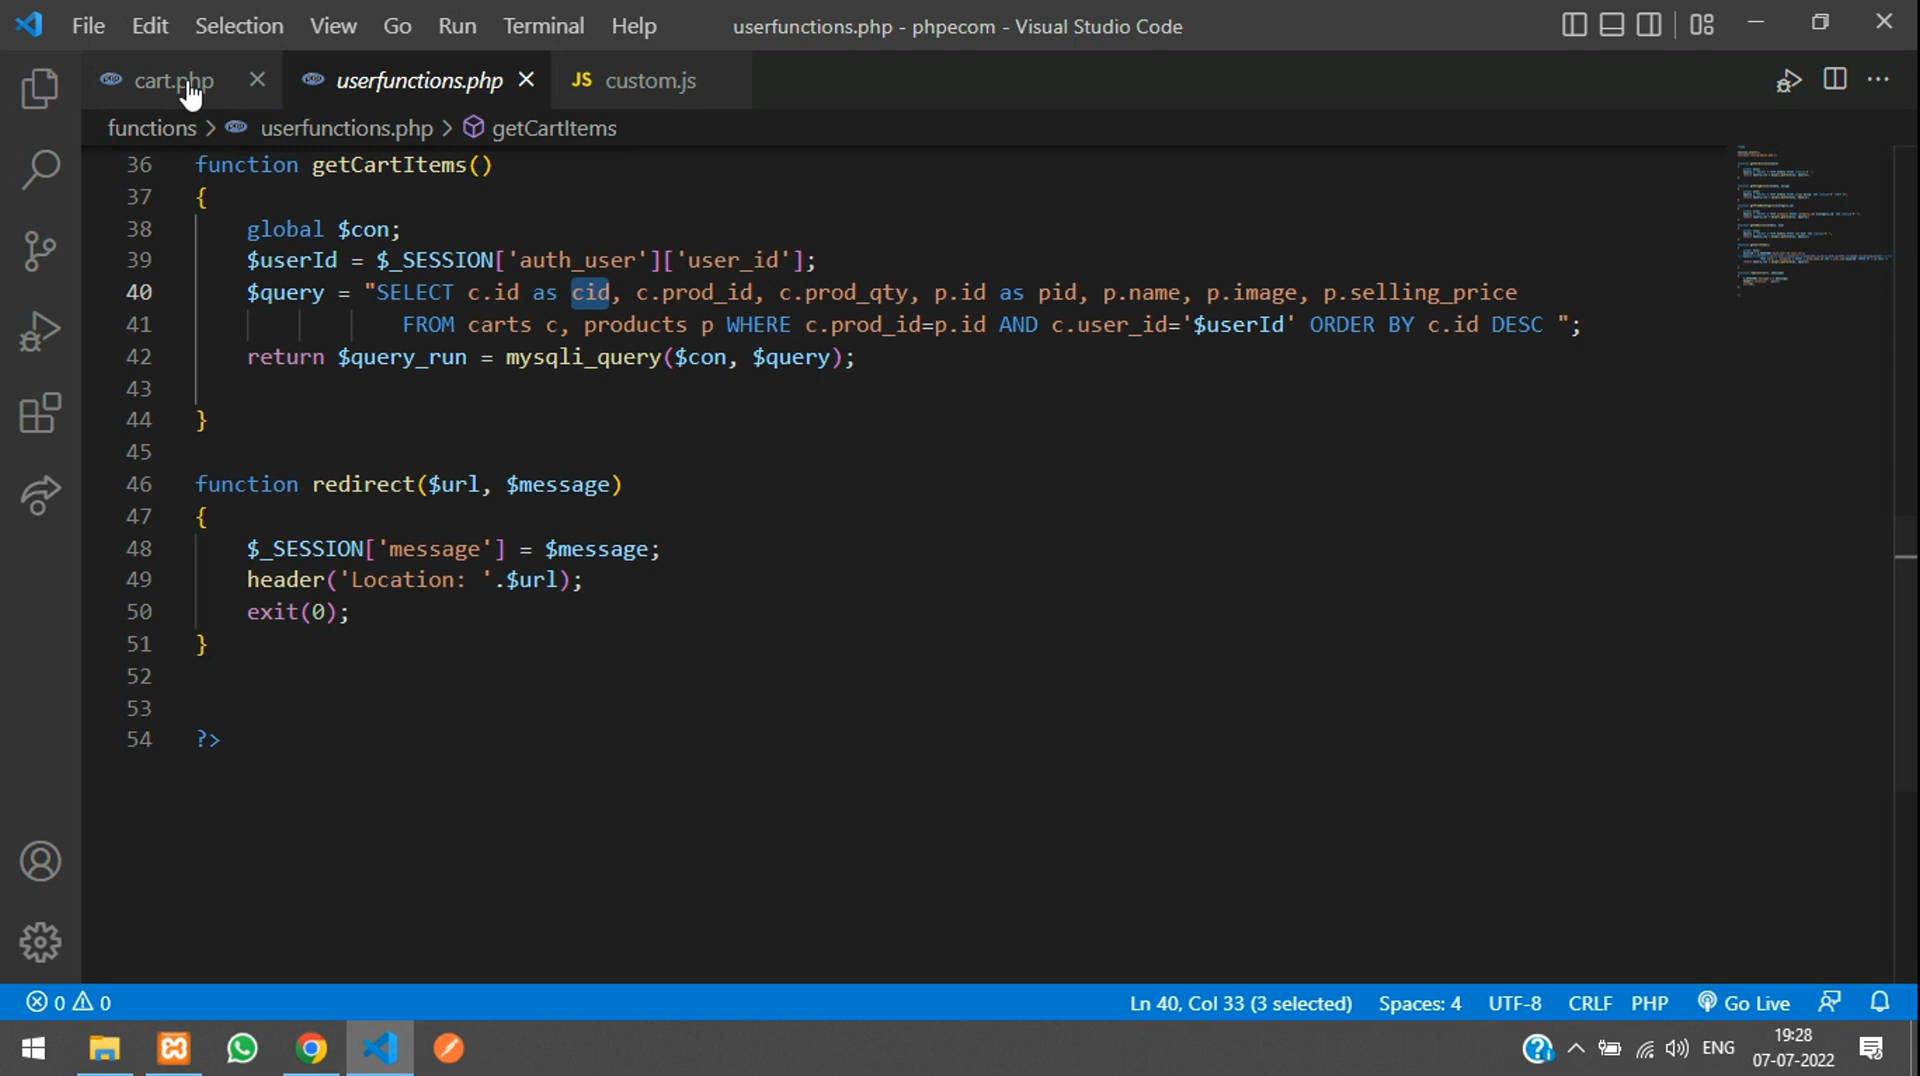 File Edit Selection View Go Run Terminal Help userfunctions.php - phpecom - Visual Studio Code
cart.php userfunctions.php JS custom.js
functions > userfunctions.php > getCartItems
36 function getCartItems()
37 {
38 global $con;
39 $userId = $_SESSION['auth_user']['user_id'];
40 $query = "SELECT c.id as cid, c.prod_id, c.prod_qty, p.id as pid, p.name, p.image, p.selling_price
41 FROM carts c, products p WHERE c.prod_id=p.id AND c.user_id='$userId' ORDER BY c.id DESC ";
42 return $query_run = mysqli_query($con, $query);
43
44 }
45
46 function redirect($url, $message)
47 {
48 $_SESSION['message'] = $message;
49 header('Location: '.$url);
50 exit(0);
51 }
52
53
54 ?>
0 0 Ln 40, Col 33 (3 selected) Spaces: 4 UTF-8 CRLF PHP Go Live
ENG 19:28
07-07-2022